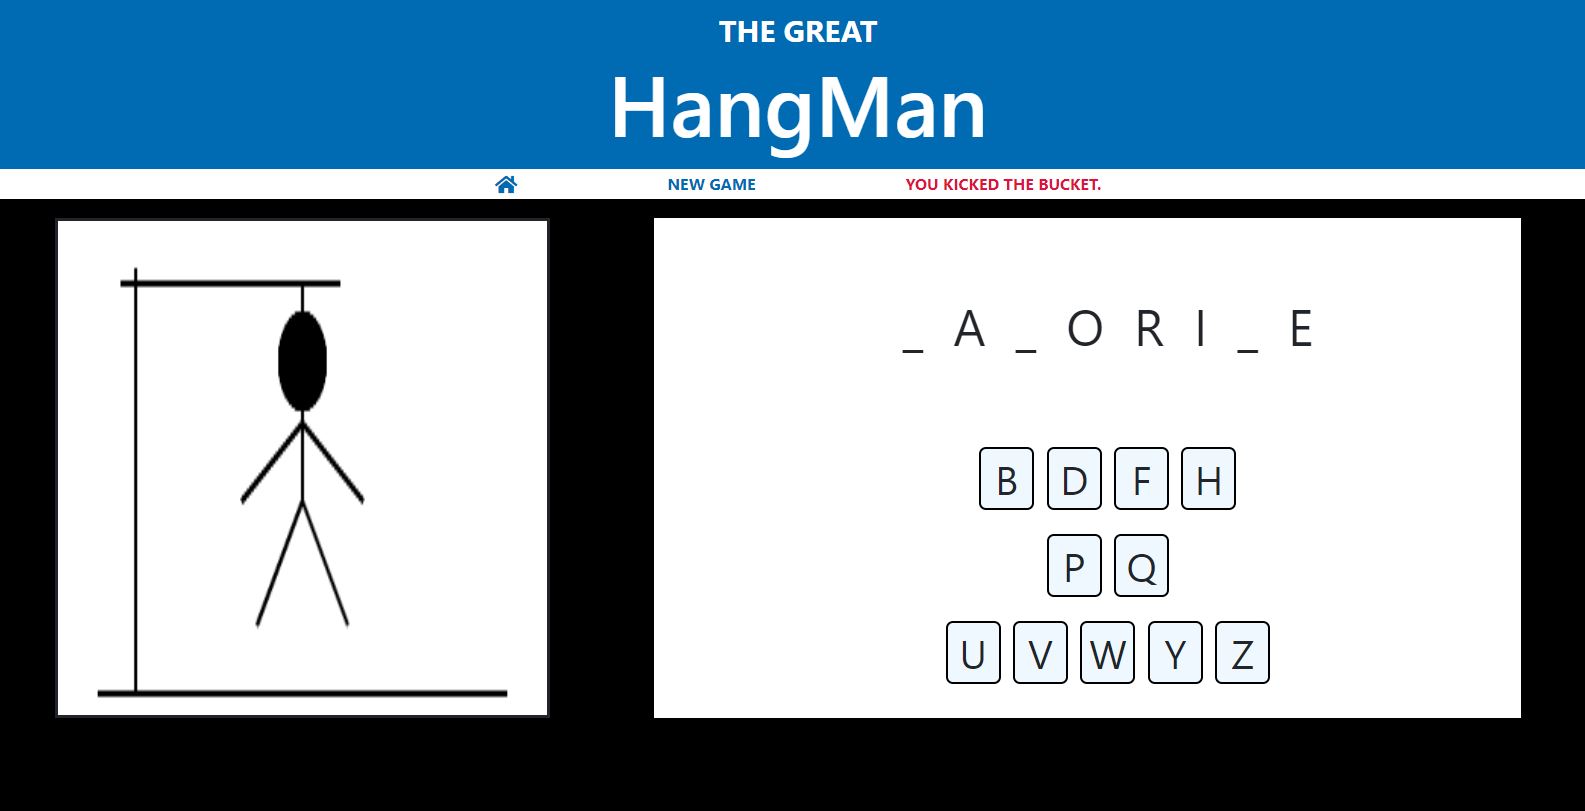 THE GREAT
HangMan
NEW GAME
YOU KICKED THE BUCKET.
_ A _ O R I _ E
B D F H
P Q
U V W Y Z